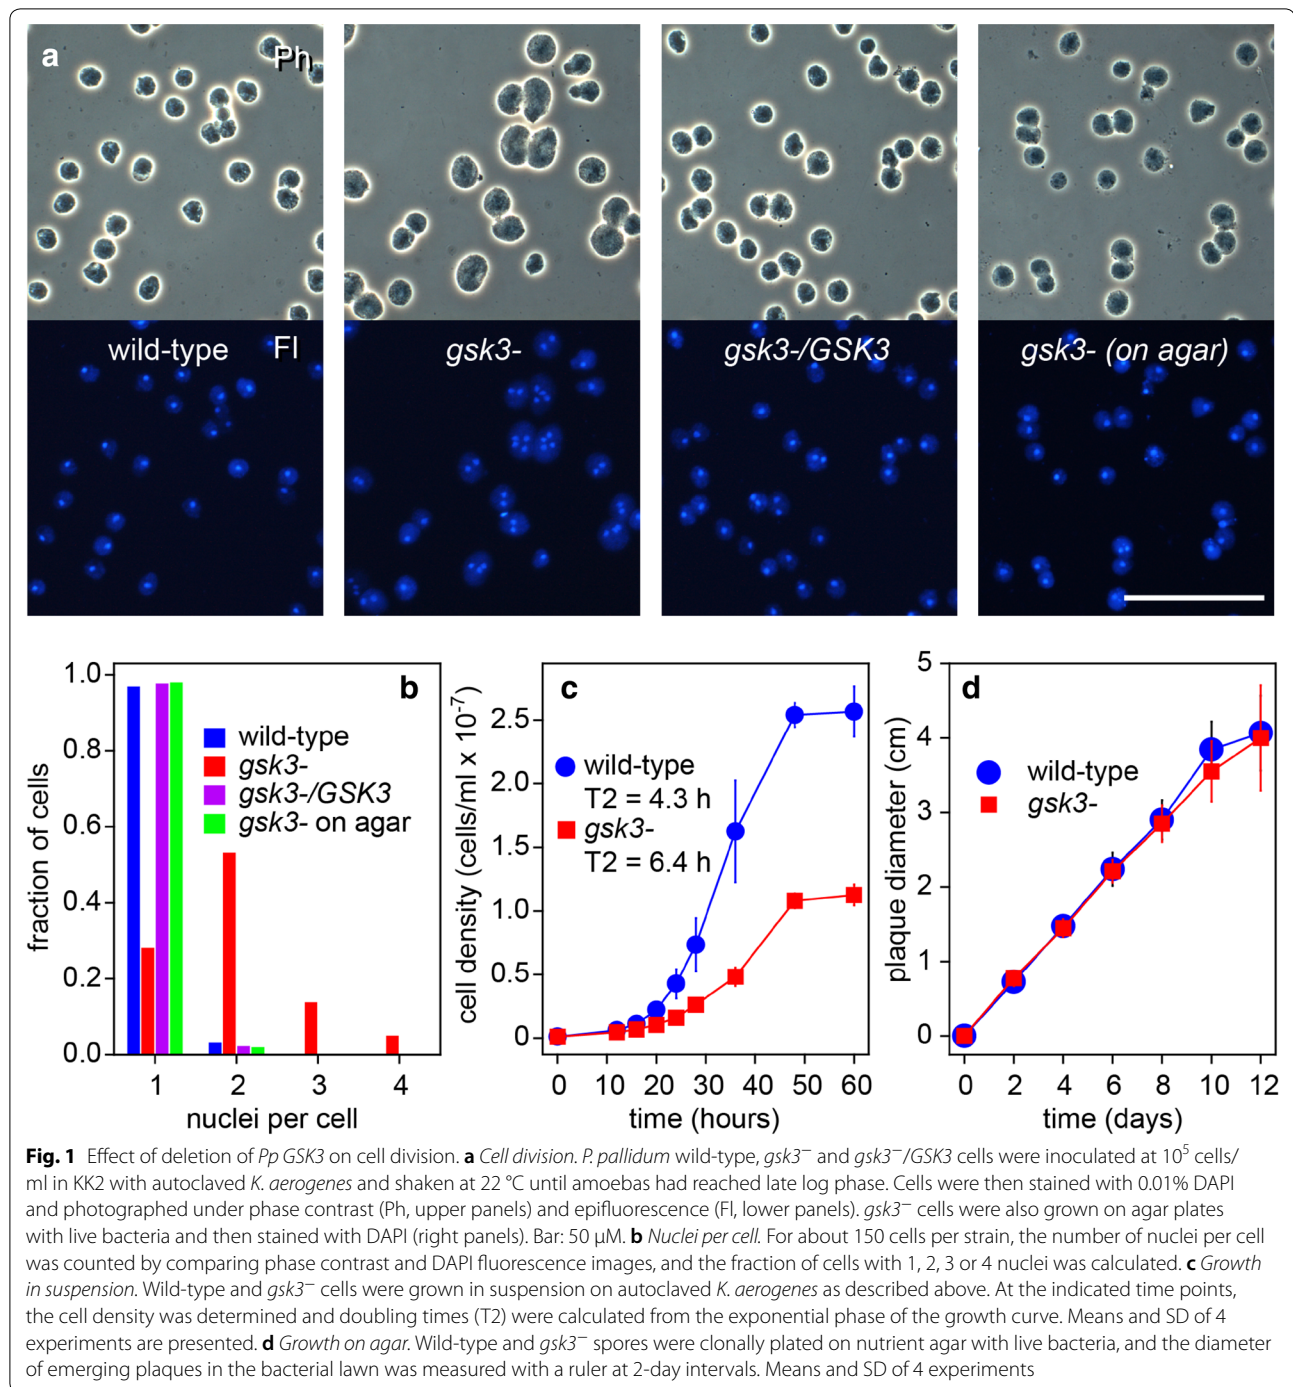 a
Ph
wild-type
Fl
gsk3-
gsk3-/GSK3
gsk3- (on agar)
b
fraction of cells
1.0
0.8
0.6
0.4
0.2
0.0
1 2 3 4
nuclei per cell
wild-type
gsk3-
gsk3-/GSK3
gsk3- on agar
c
cell density (cells/ml x 10⁻⁷)
2.5
2.0
1.5
1.0
0.5
0
0 10 20 30 40 50 60
time (hours)
wild-type
T2 = 4.3 h
gsk3-
T2 = 6.4 h
d
plaque diameter (cm)
5
4
3
2
1
0
0 2 4 6 8 10 12
time (days)
wild-type
gsk3-
Fig. 1 Effect of deletion of Pp GSK3 on cell division. a Cell division. P. pallidum wild-type, gsk3⁻ and gsk3⁻/GSK3 cells were inoculated at 10⁵ cells/
ml in KK2 with autoclaved K. aerogenes and shaken at 22 °C until amoebas had reached late log phase. Cells were then stained with 0.01% DAPI
and photographed under phase contrast (Ph, upper panels) and epifluorescence (Fl, lower panels). gsk3⁻ cells were also grown on agar plates
with live bacteria and then stained with DAPI (right panels). Bar: 50 μM. b Nuclei per cell. For about 150 cells per strain, the number of nuclei per cell
was counted by comparing phase contrast and DAPI fluorescence images, and the fraction of cells with 1, 2, 3 or 4 nuclei was calculated. c Growth
in suspension. Wild-type and gsk3⁻ cells were grown in suspension on autoclaved K. aerogenes as described above. At the indicated time points,
the cell density was determined and doubling times (T2) were calculated from the exponential phase of the growth curve. Means and SD of 4
experiments are presented. d Growth on agar. Wild-type and gsk3⁻ spores were clonally plated on nutrient agar with live bacteria, and the diameter
of emerging plaques in the bacterial lawn was measured with a ruler at 2-day intervals. Means and SD of 4 experiments